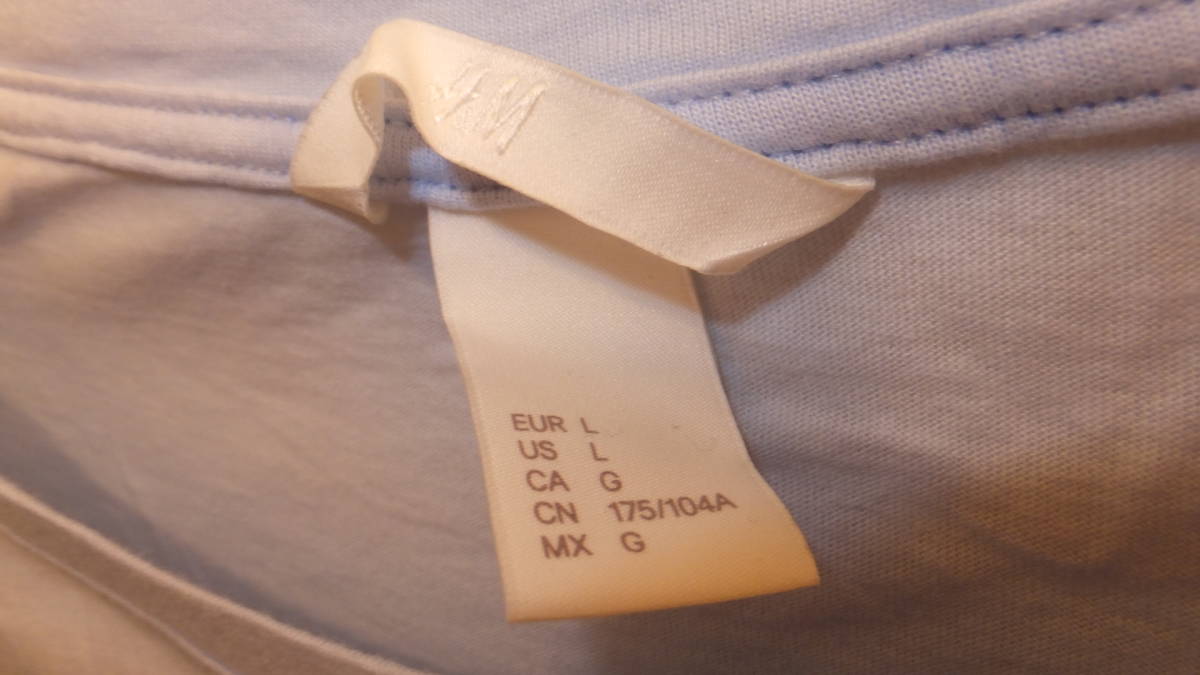 H&M
EUR L
US L
CA G
CN 175/104A
MX G